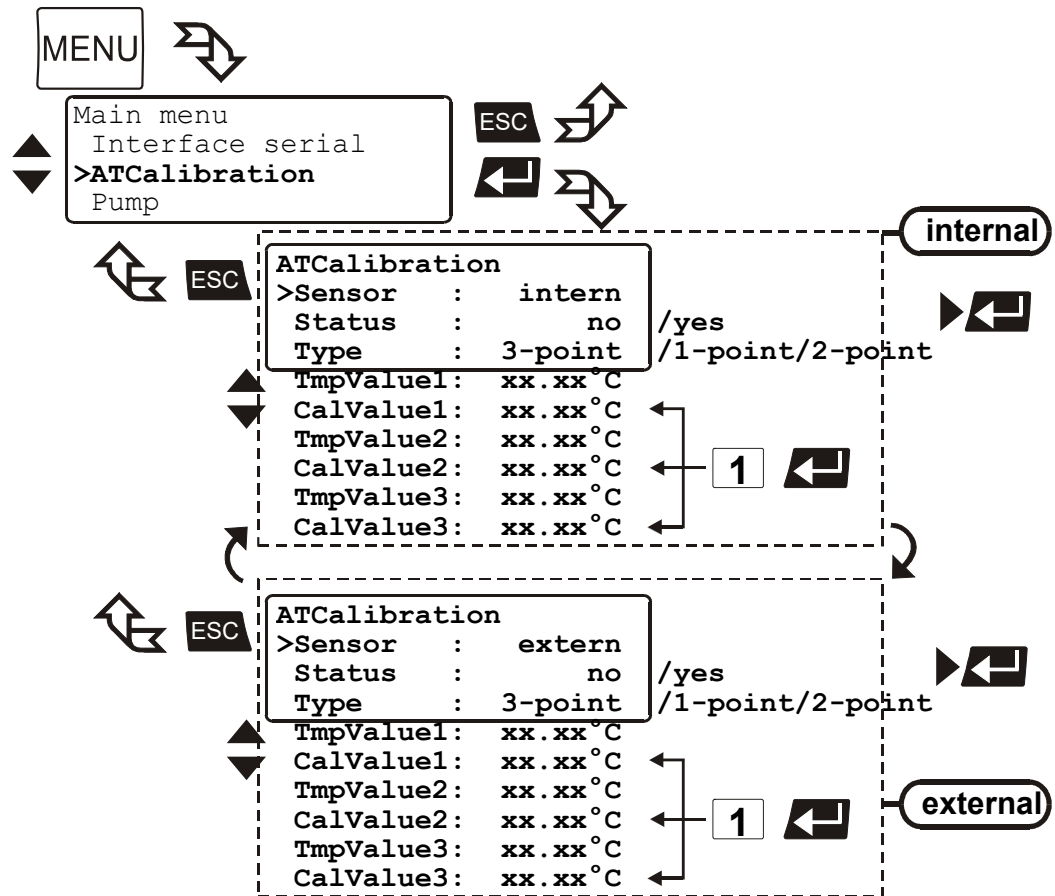 MENU
Main menu
Interface serial
>ATCalibration
Pump
ESC
internal
ESC
ATCalibration
>Sensor : intern
Status : no /yes
Type : 3-point /1-point/2-point
TmpValue1: xx.xx°C
CalValue1: xx.xx°C
TmpValue2: xx.xx°C
CalValue2: xx.xx°C
1
TmpValue3: xx.xx°C
CalValue3: xx.xx°C
ESC
ATCalibration
>Sensor : extern
Status : no /yes
Type : 3-point /1-point/2-point
TmpValue1: xx.xx°C
CalValue1: xx.xx°C
TmpValue2: xx.xx°C
CalValue2: xx.xx°C
1
external
TmpValue3: xx.xx°C
CalValue3: xx.xx°C